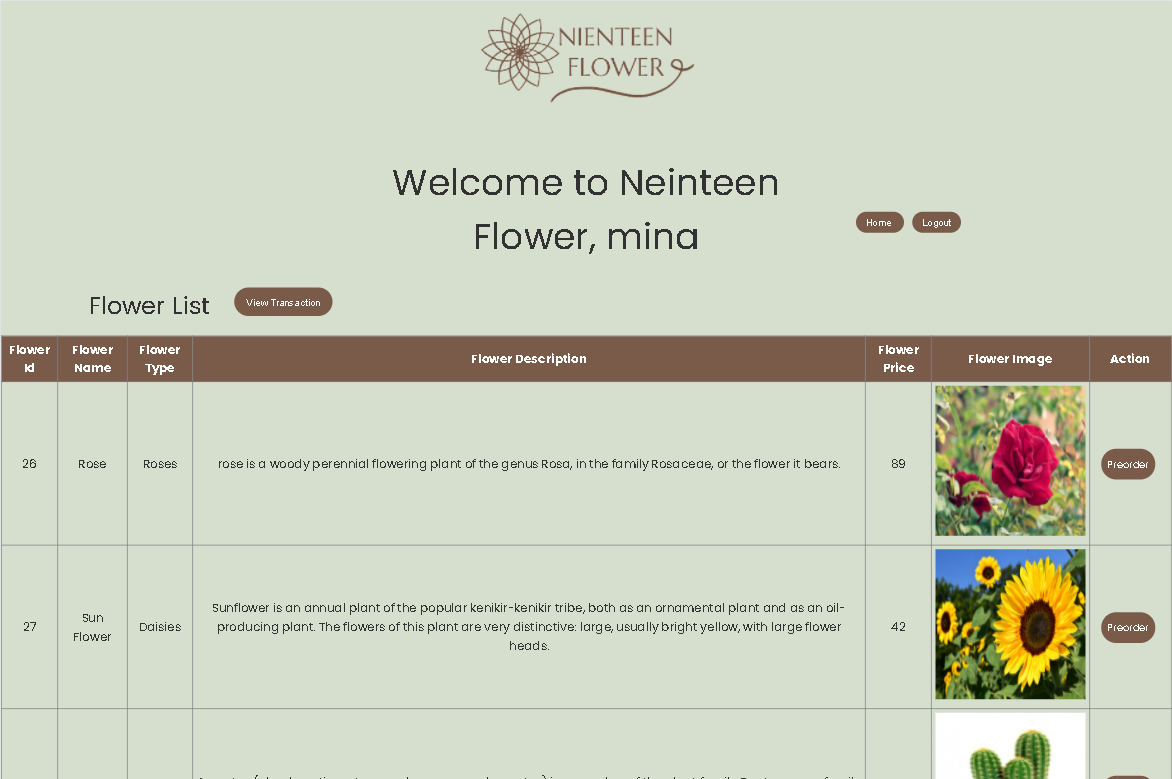 NIENTEEN
FLOWER
Welcome to Neinteen
Flower, mina
Home
Logout
Flower List
View Transaction
Flower Id
Flower Name
Flower Type
Flower Description
Flower Price
Flower Image
Action
26
Rose
Roses
rose is a woody perennial flowering plant of the genus Rosa, in the family Rosaceae, or the flower it bears.
89
Preorder
27
Sun
Flower
Daisies
Sunflower is an annual plant of the popular kenikir-kenikir tribe, both as an ornamental plant and as an oil-
producing plant. The flowers of this plant are very distinctive: large, usually bright yellow, with large flower
heads.
42
Preorder